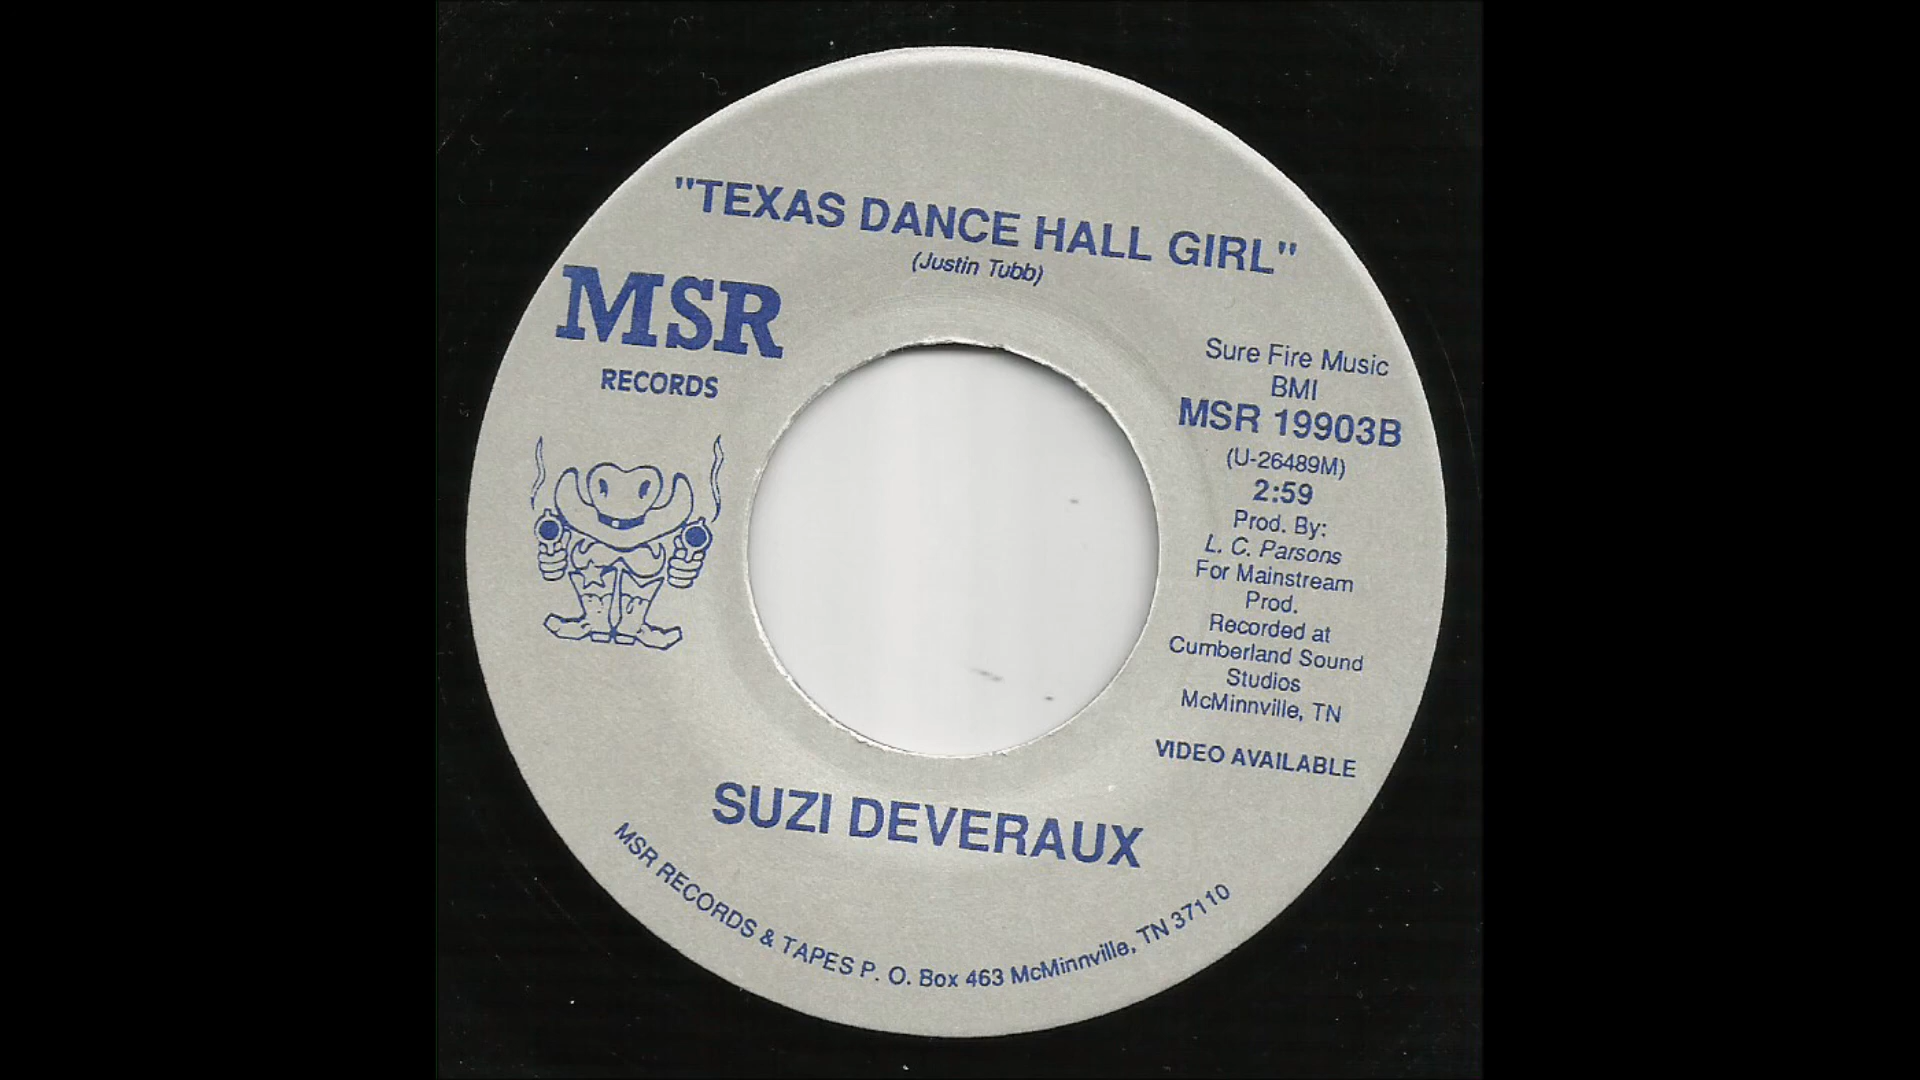 "TEXAS DANCE HALL GIRL"
(Justin Tubb)
MSR
RECORDS
Sure Fire Music
BMI
MSR 19903B
(U-26489M)
2:59
Prod. By:
L. C. Parsons
For Mainstream
Prod.
Recorded at
Cumberland Sound
Studios
McMinnville, TN
VIDEO AVAILABLE
SUZI DEVERAUX
MSR RECORDS & TAPES P. O. Box 463 McMinnville, TN 37110